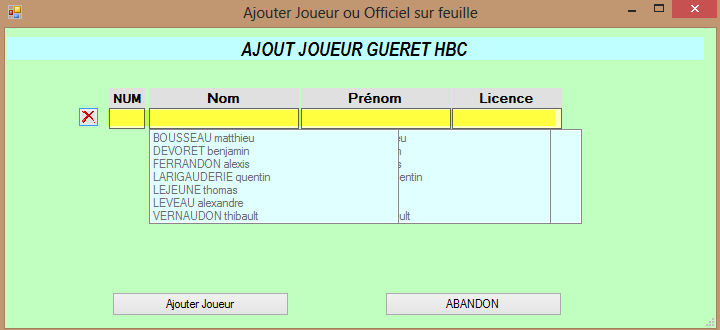 Ajouter Joueur ou Officiel sur feuille
AJOUT JOUEUR GUERET HBC
NUM Nom Prénom Licence
BOUSSEAU matthieu eu
DEVORET benjamin n
FERRANDON alexis s
LARIGAUDERIE quentin entin
LEJEUNE thomas
LEVEAU alexandre
VERNAUDON thibault ult
Ajouter Joueur ABANDON